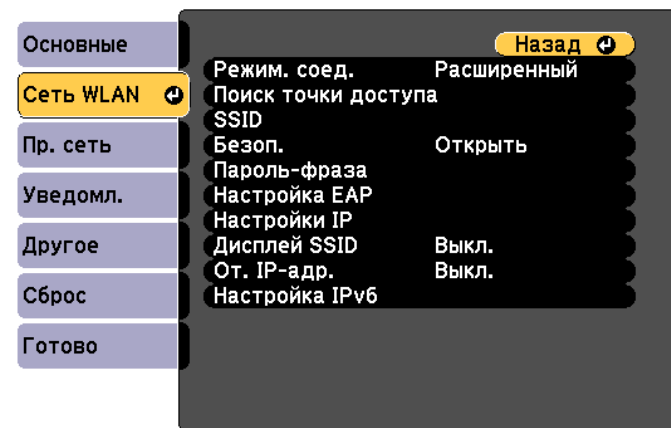 Основные
Сеть WLAN
Пр. сеть
Уведомл.
Другое
Сброс
Готово
Назад
Режим. соед. Расширенный
Поиск точки доступа
SSID
Безоп. Открыть
Пароль-фраза
Настройка EAP
Настройки IP
Дисплей SSID Выкл.
От. IP-адр. Выкл.
Настройка IPv6